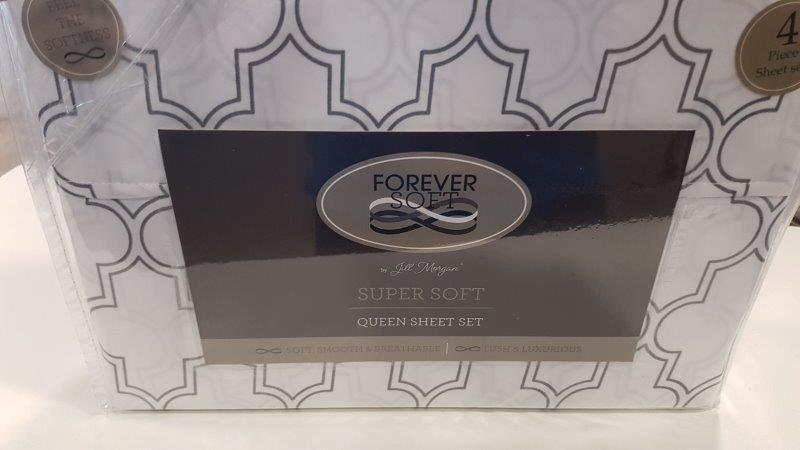 FEEL
THE
SOFTNESS
4
Piece
Sheet se
FOREVER
SOFT
by Jill Morgan
SUPER SOFT
QUEEN SHEET SET
SOFT, SMOOTH & BREATHABLE | LUSH & LUXURIOUS